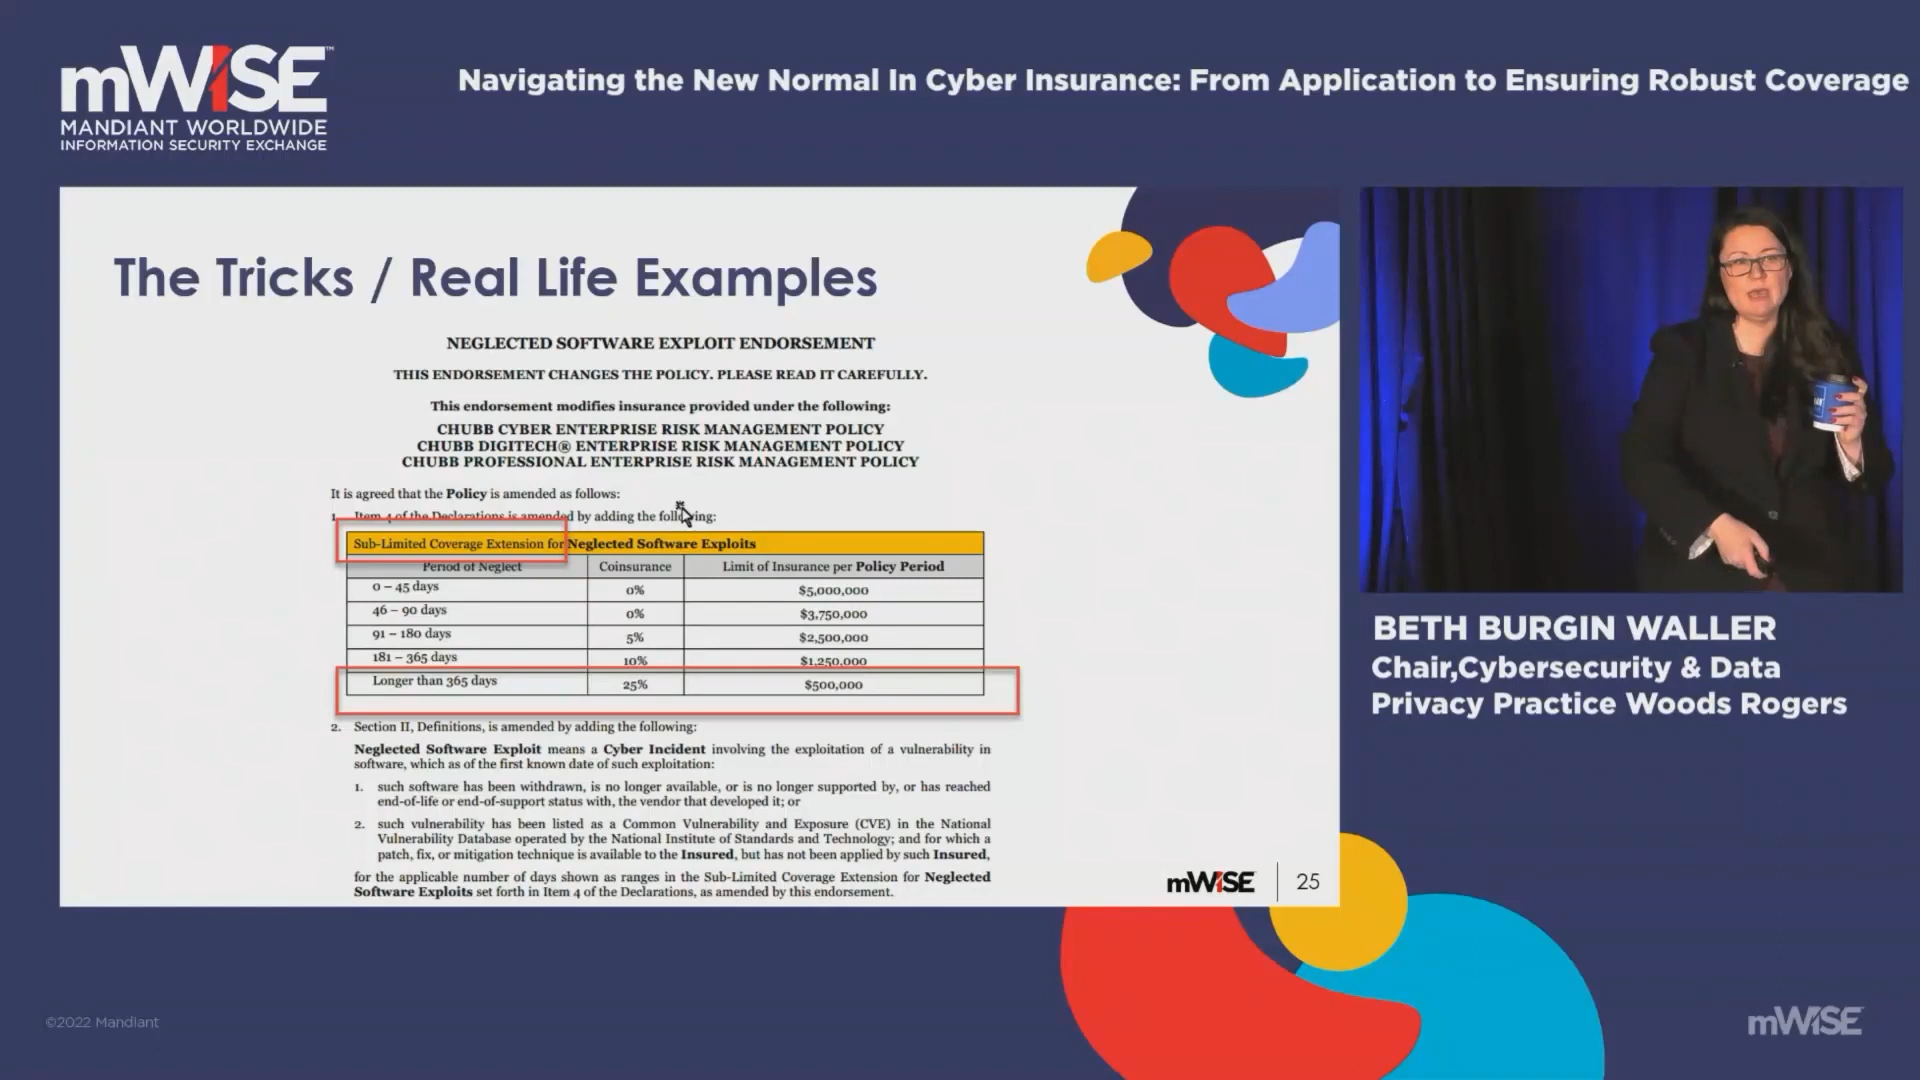 mWISE™
MANDIANT WORLDWIDE
INFORMATION SECURITY EXCHANGE
Navigating the New Normal In Cyber Insurance: From Application to Ensuring Robust Coverage
The Tricks / Real Life Examples
NEGLECTED SOFTWARE EXPLOIT ENDORSEMENT
THIS ENDORSEMENT CHANGES THE POLICY. PLEASE READ IT CAREFULLY.
This endorsement modifies insurance provided under the following:
CHUBB CYBER ENTERPRISE RISK MANAGEMENT POLICY
CHUBB DIGITECH® ENTERPRISE RISK MANAGEMENT POLICY
CHUBB PROFESSIONAL ENTERPRISE RISK MANAGEMENT POLICY
It is agreed that the Policy is amended as follows:
1. Item 4 of the Declarations is amended by adding the following:
Sub-Limited Coverage Extension for Neglected Software Exploits
Period of Neglect Coinsurance Limit of Insurance per Policy Period
0 – 45 days 0% $5,000,000
46 – 90 days 0% $3,750,000
91 – 180 days 5% $2,500,000
181 – 365 days 10% $1,250,000
Longer than 365 days 25% $500,000
2. Section II, Definitions, is amended by adding the following:
Neglected Software Exploit means a Cyber Incident involving the exploitation of a vulnerability in
software, which as of the first known date of such exploitation:
1. such software has been withdrawn, is no longer available, or is no longer supported by, or has reached
end-of-life or end-of-support status with, the vendor that developed it; or
2. such vulnerability has been listed as a Common Vulnerability and Exposure (CVE) in the National
Vulnerability Database operated by the National Institute of Standards and Technology; and for which a
patch, fix, or mitigation technique is available to the Insured, but has not been applied by such Insured,
for the applicable number of days shown as ranges in the Sub-Limited Coverage Extension for Neglected
Software Exploits set forth in Item 4 of the Declarations, as amended by this endorsement.
mWISE 25
BETH BURGIN WALLER
Chair,Cybersecurity & Data
Privacy Practice Woods Rogers
©2022 Mandiant
mWISE